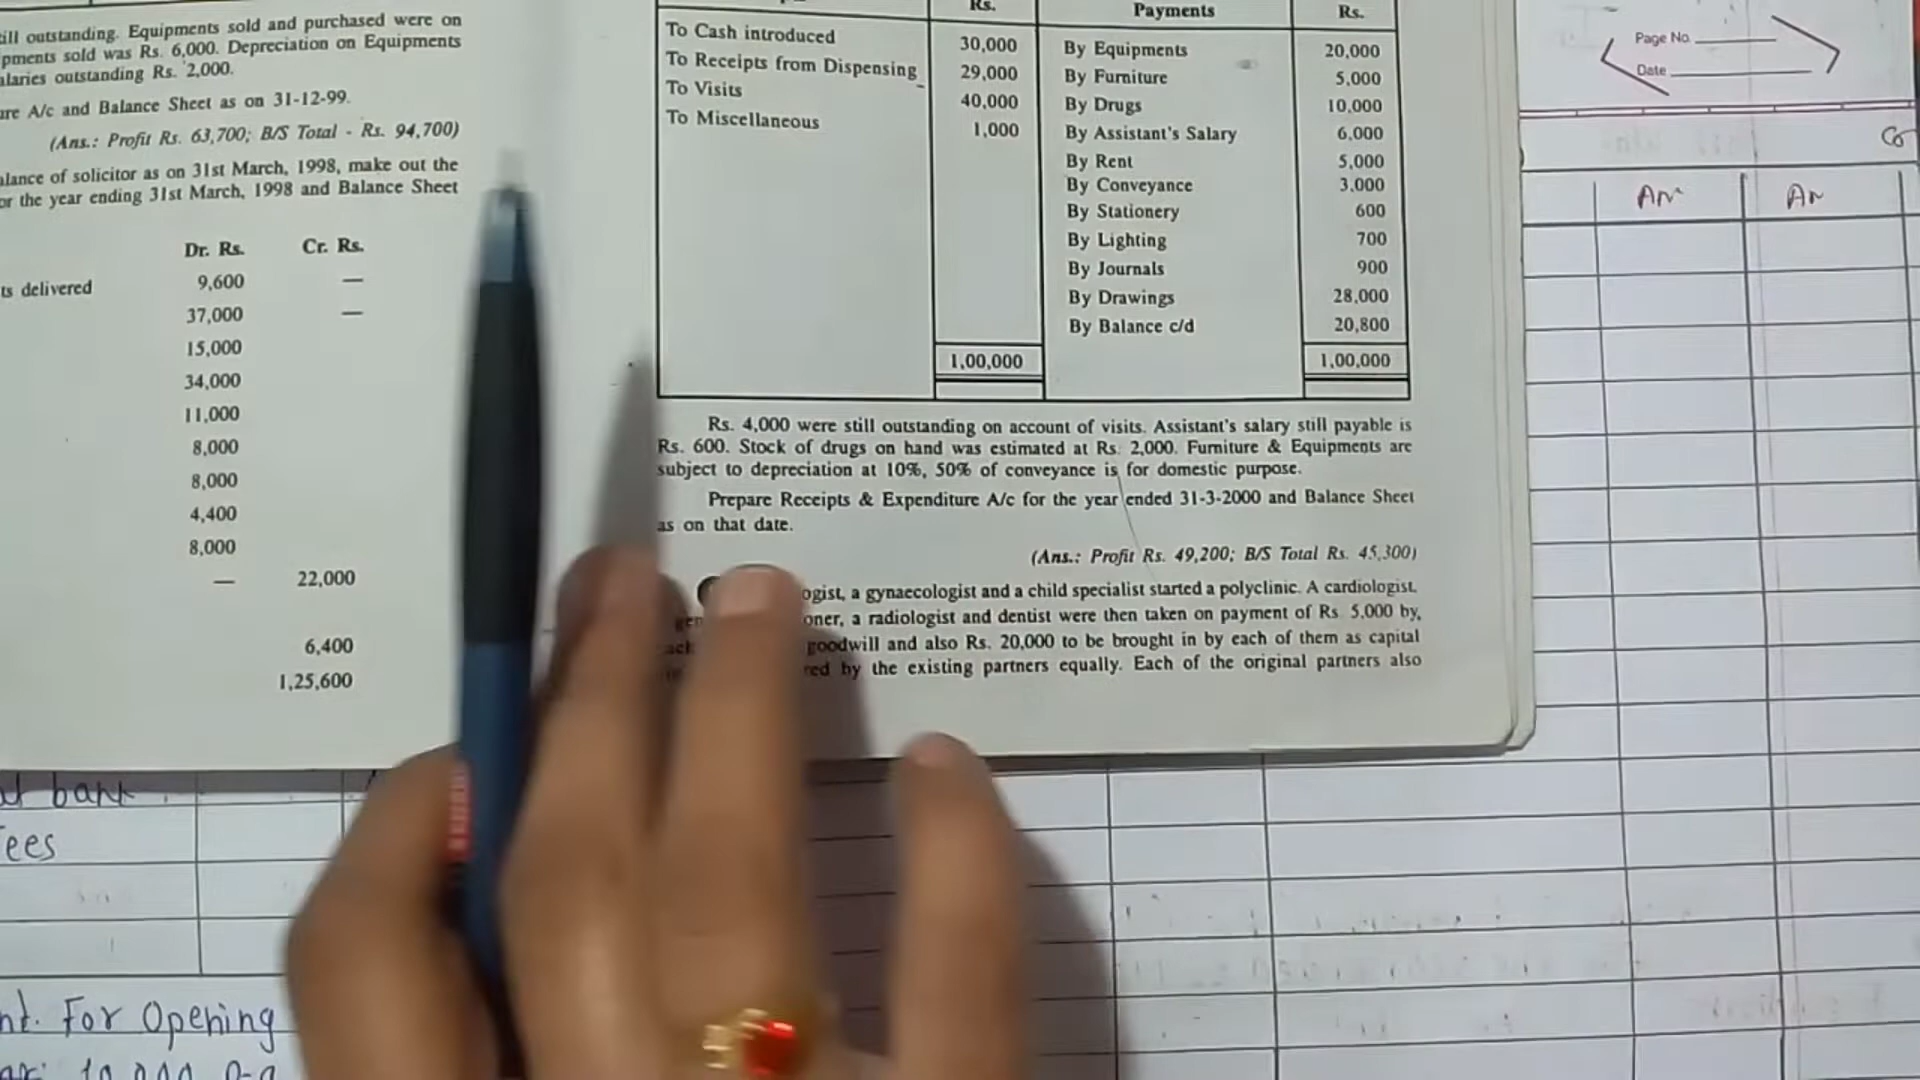 ill outstanding. Equipments sold and purchased were on
pments sold was Rs. 6,000. Depreciation on Equipments
alaries outstanding Rs. 2,000.
re A/c and Balance Sheet as on 31-12-99.
(Ans.: Profit Rs. 63,700; B/S Total - Rs. 94,700)
lance of solicitor as on 31st March, 1998, make out the
or the year ending 31st March, 1998 and Balance Sheet
Dr. Rs. Cr. Rs.
ts delivered 9,600 —
37,000 —
15,000
34,000
11,000
8,000
8,000
4,400
8,000
— 22,000
6,400
1,25,600
Rs. Payments Rs.
To Cash introduced 30,000 By Equipments 20,000
To Receipts from Dispensing 29,000 By Furniture 5,000
To Visits 40,000 By Drugs 10,000
To Miscellaneous 1,000 By Assistant's Salary 6,000
By Rent 5,000
By Conveyance 3,000
By Stationery 600
By Lighting 700
By Journals 900
By Drawings 28,000
By Balance c/d 20,800
1,00,000 1,00,000
Rs. 4,000 were still outstanding on account of visits. Assistant's salary still payable is
Rs. 600. Stock of drugs on hand was estimated at Rs. 2,000. Furniture & Equipments are
subject to depreciation at 10%, 50% of conveyance is for domestic purpose.
Prepare Receipts & Expenditure A/c for the year ended 31-3-2000 and Balance Sheet
as on that date.
(Ans.: Profit Rs. 49,200; B/S Total Rs. 45,300)
ogist, a gynaecologist and a child specialist started a polyclinic. A cardiologist,
gen oner, a radiologist and dentist were then taken on payment of Rs 5,000 by,
goodwill and also Rs. 20,000 to be brought in by each of them as capital
red by the existing partners equally. Each of the original partners also
Page No.
Date
bank
ees
nt. For Opening